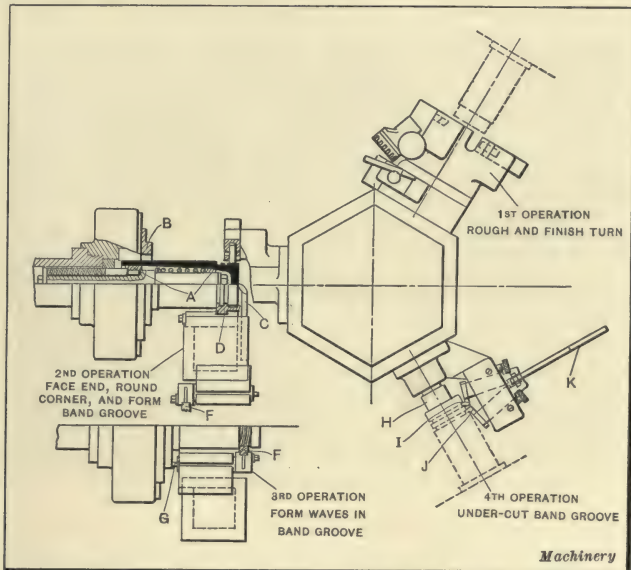 1ST OPERATION
ROUGH AND FINISH TURN
B
A
C
D
2ND OPERATION
FACE END, ROUND
CORNER, AND FORM
BAND GROOVE
F
K
H
I
J
F
G
3RD OPERATION
FORM WAVES IN
BAND GROOVE
4TH OPERATION
UNDER-CUT BAND GROOVE
Machinery